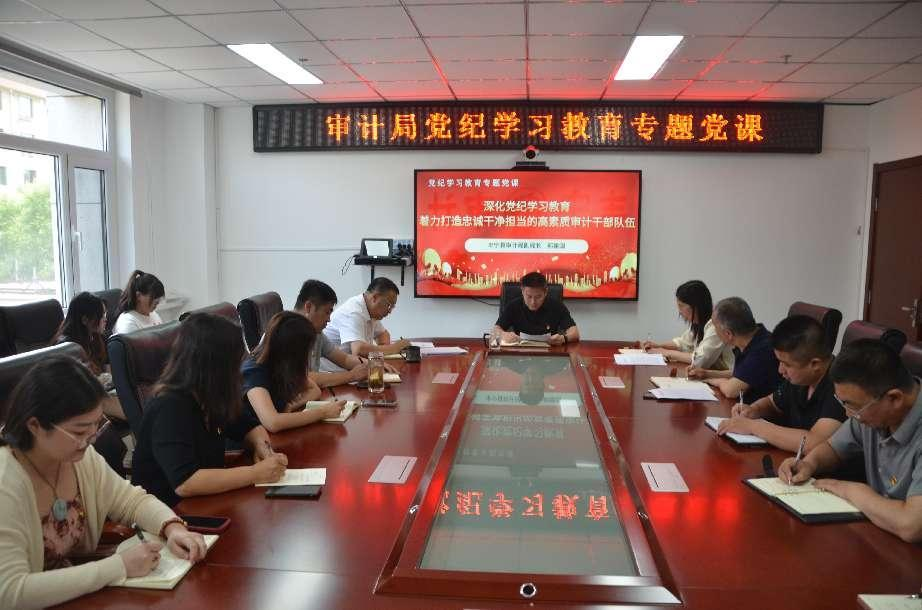 审计局党纪学习教育专题党课
党纪学习教育专题党课
深化党纪学习教育
着力打造忠诚干净担当的高素质审计干部队伍